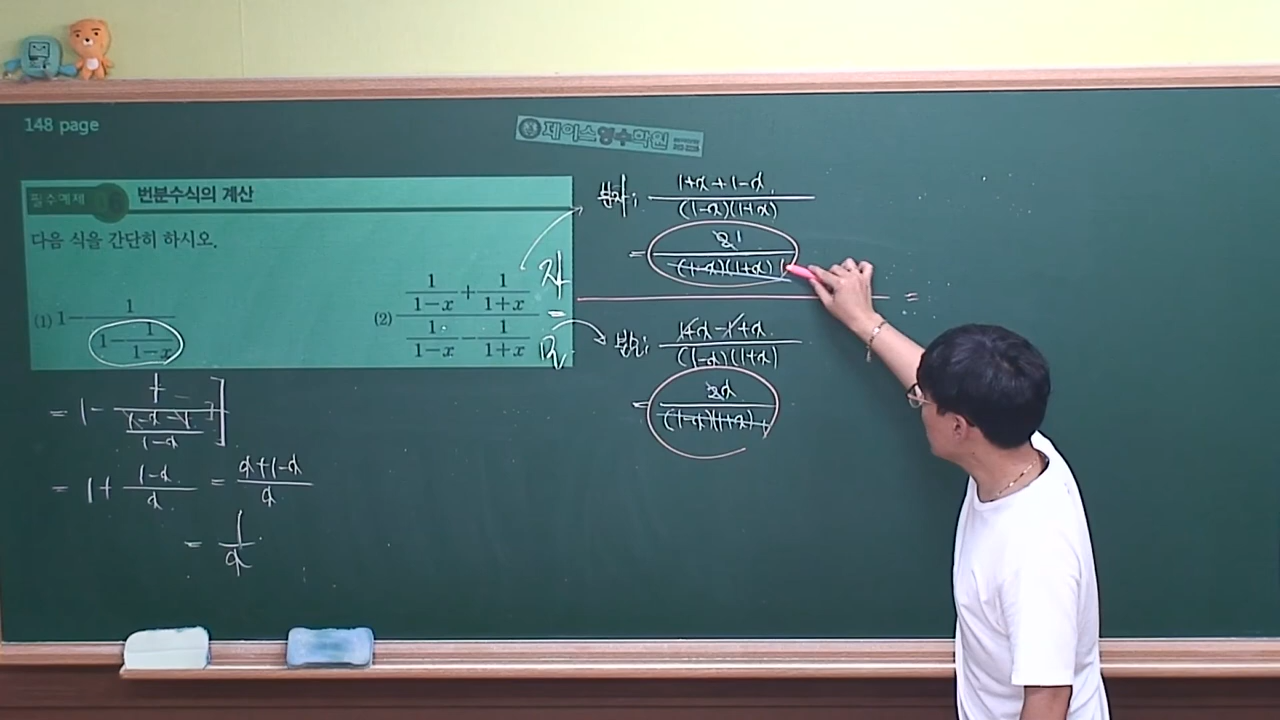 148 page
제이스영수학원
필수예제
번분수식의 계산
다음 식을 간단히 하시오.
(1) 1 - 1/(1 - 1/(1-x))
(2) (1/(1-x) + 1/(1+x))/(1/(1-x) - 1/(1+x))
= 1 - 1/((1-x-1)/(1-x))
= 1 + (1-x)/x = (x+1-x)/x
= 1/x
자
=
모
분자: (1+x+1-x)/((1-x)(1+x))
= 2 1/((1-x)(1+x) 1)
=
분모: (1+x-1+x)/((1-x)(1+x))
= 2x/((1-x)(1+x) 1)